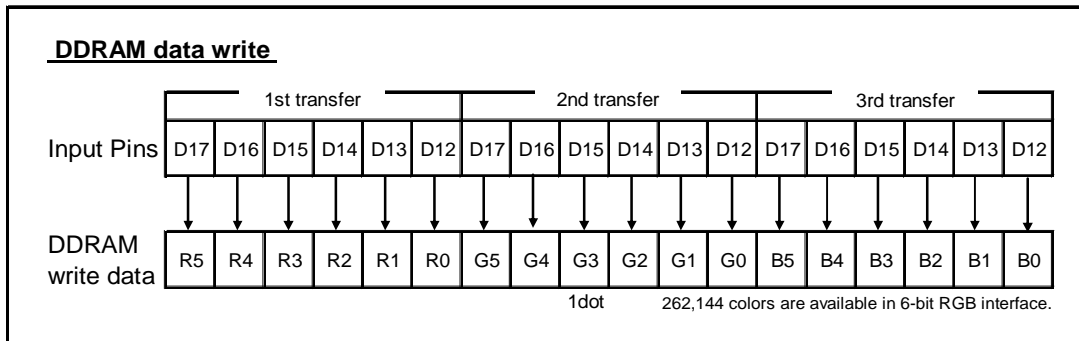 DDRAM data write
1st transfer 2nd transfer 3rd transfer
Input Pins D17 D16 D15 D14 D13 D12 D17 D16 D15 D14 D13 D12 D17 D16 D15 D14 D13 D12
DDRAM
write data R5 R4 R3 R2 R1 R0 G5 G4 G3 G2 G1 G0 B5 B4 B3 B2 B1 B0
1dot 262,144 colors are available in 6-bit RGB interface.